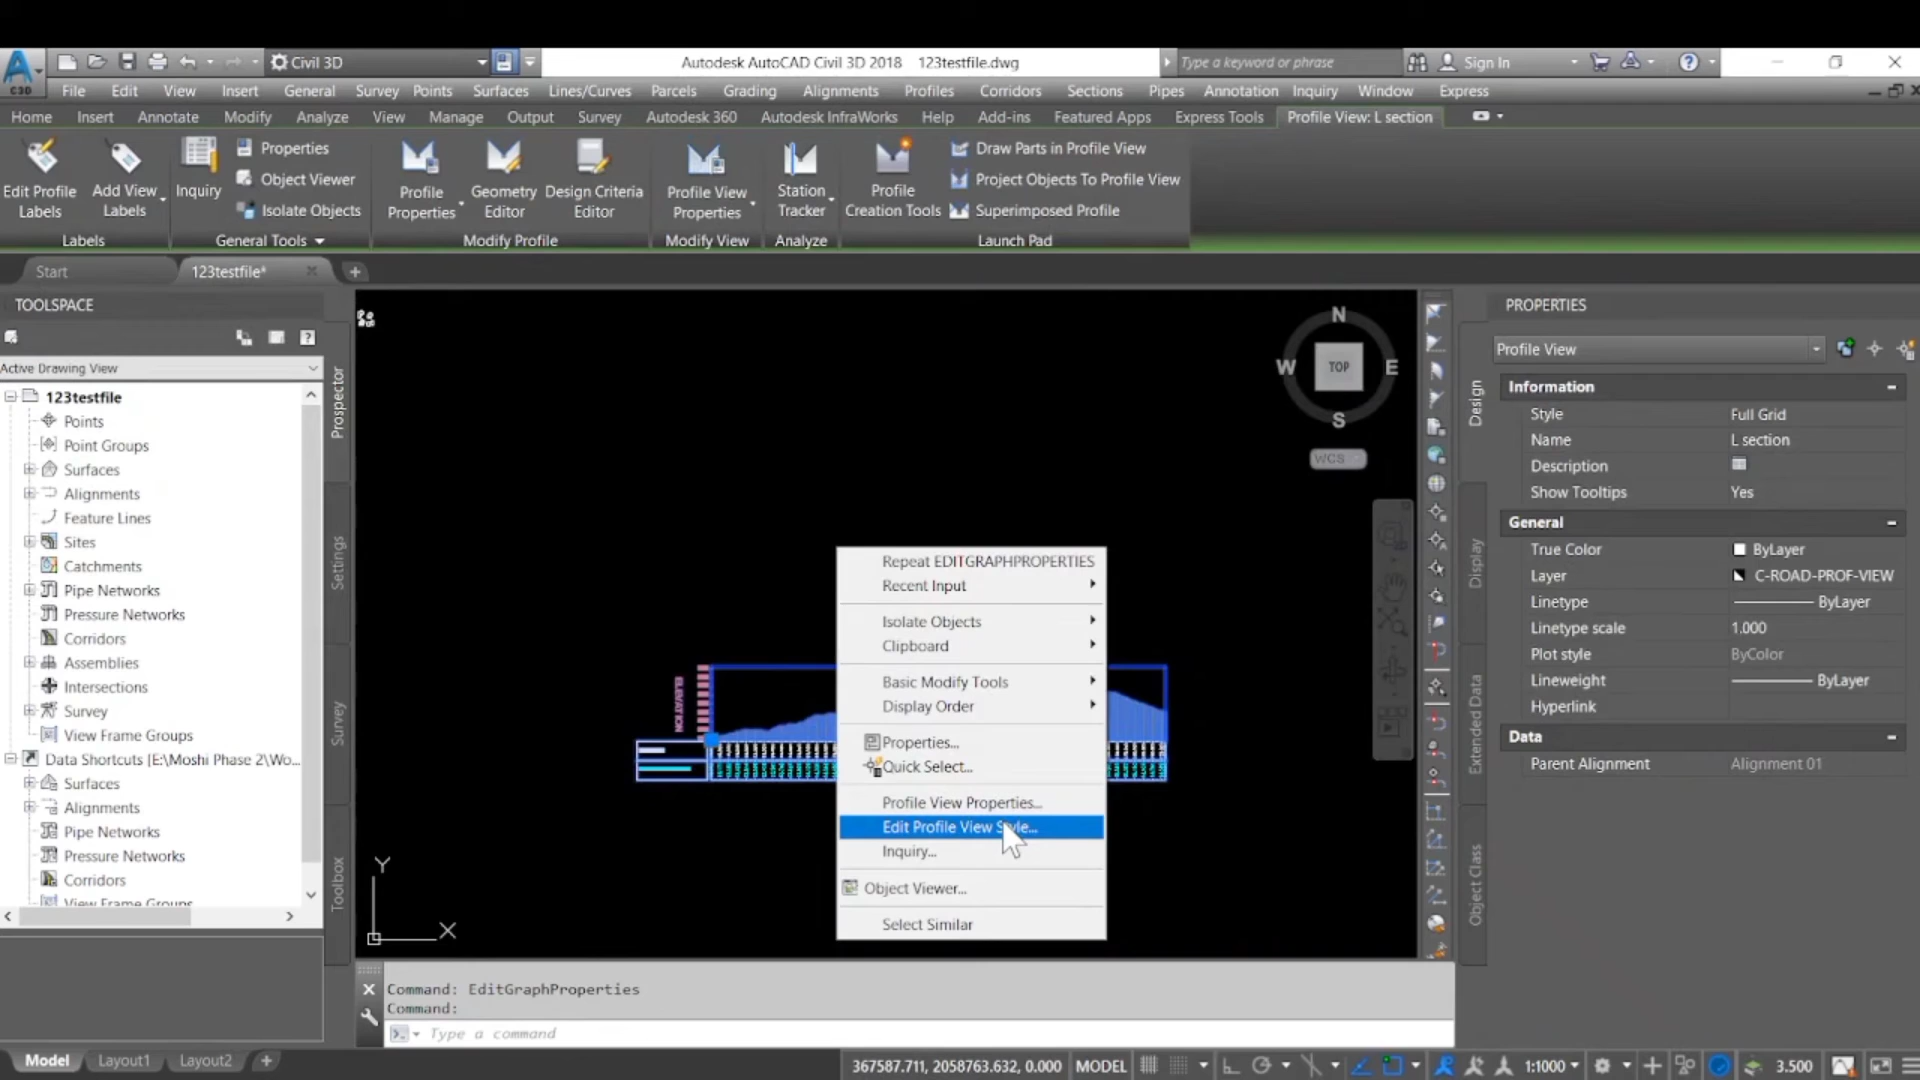 Civil 3D
Autodesk AutoCAD Civil 3D 2018 123testfile.dwg
Type a keyword or phrase
Sign In
C3D
File Edit View Insert General Survey Points Surfaces Lines/Curves Parcels Grading Alignments Profiles Corridors Sections Pipes Annotation Inquiry Window Express
Home Insert Annotate Modify Analyze View Manage Output Survey Autodesk 360 Autodesk InfraWorks Help Add-ins Featured Apps Express Tools Profile View: L section
Edit Profile Labels
Add View Labels
Inquiry
Properties
Object Viewer
Isolate Objects
Profile Properties
Geometry Editor
Design Criteria Editor
Profile View Properties
Station Tracker
Profile Creation Tools
Draw Parts in Profile View
Project Objects To Profile View
Superimposed Profile
Labels
General Tools
Modify Profile
Modify View
Analyze
Launch Pad
Start
123testfile*
TOOLSPACE
Active Drawing View
123testfile
Points
Point Groups
Surfaces
Alignments
Feature Lines
Sites
Catchments
Pipe Networks
Pressure Networks
Corridors
Assemblies
Intersections
Survey
View Frame Groups
Data Shortcuts [E:\Moshi Phase 2\Wo...
Surfaces
Alignments
Pipe Networks
Pressure Networks
Corridors
View Frame Groups
Prospector
Settings
Survey
Toolbox
N
W
TOP
E
S
WCS
ELEVATION
Y
X
Repeat EDITGRAPHPROPERTIES
Recent Input
Isolate Objects
Clipboard
Basic Modify Tools
Display Order
Properties...
Quick Select...
Profile View Properties...
Edit Profile View Style...
Inquiry...
Object Viewer...
Select Similar
PROPERTIES
Profile View
Design
Display
Extended Data
Object Class
Information
Style Full Grid
Name L section
Description
Show Tooltips Yes
General
True Color ByLayer
Layer C-ROAD-PROF-VIEW
Linetype ByLayer
Linetype scale 1.000
Plot style ByColor
Lineweight ByLayer
Hyperlink
Data
Parent Alignment Alignment 01
Command: EditGraphProperties
Command:
Type a command
Model Layout1 Layout2
367587.711, 2058763.632, 0.000 MODEL
1:1000
3.500